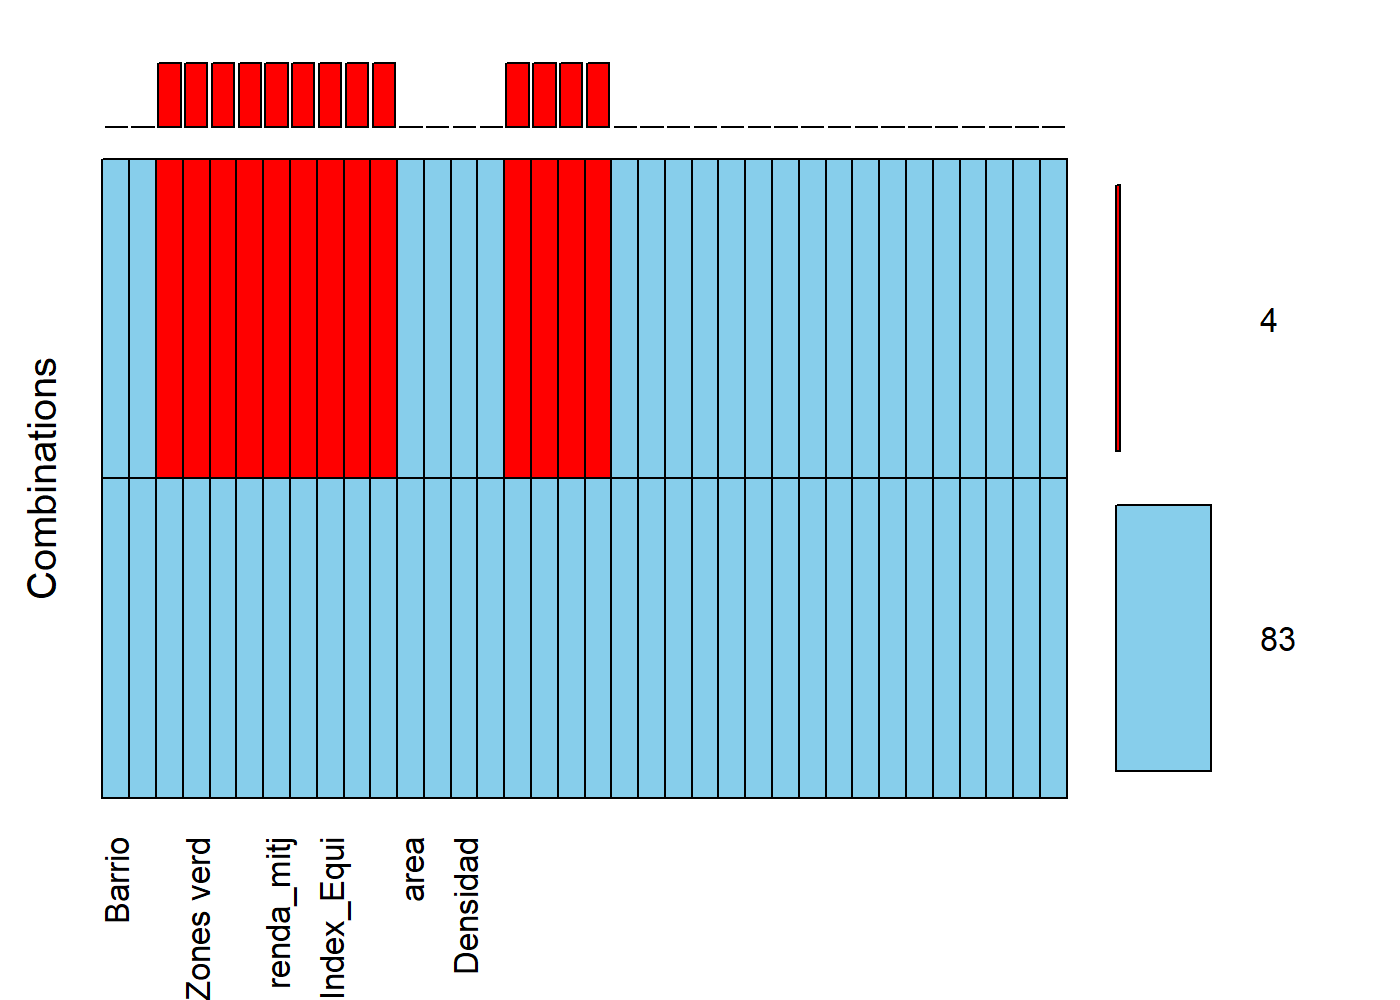 Combinations
4
83
Barrio
Zones verd
renda_mitj
Index_Equi
area
Densidad